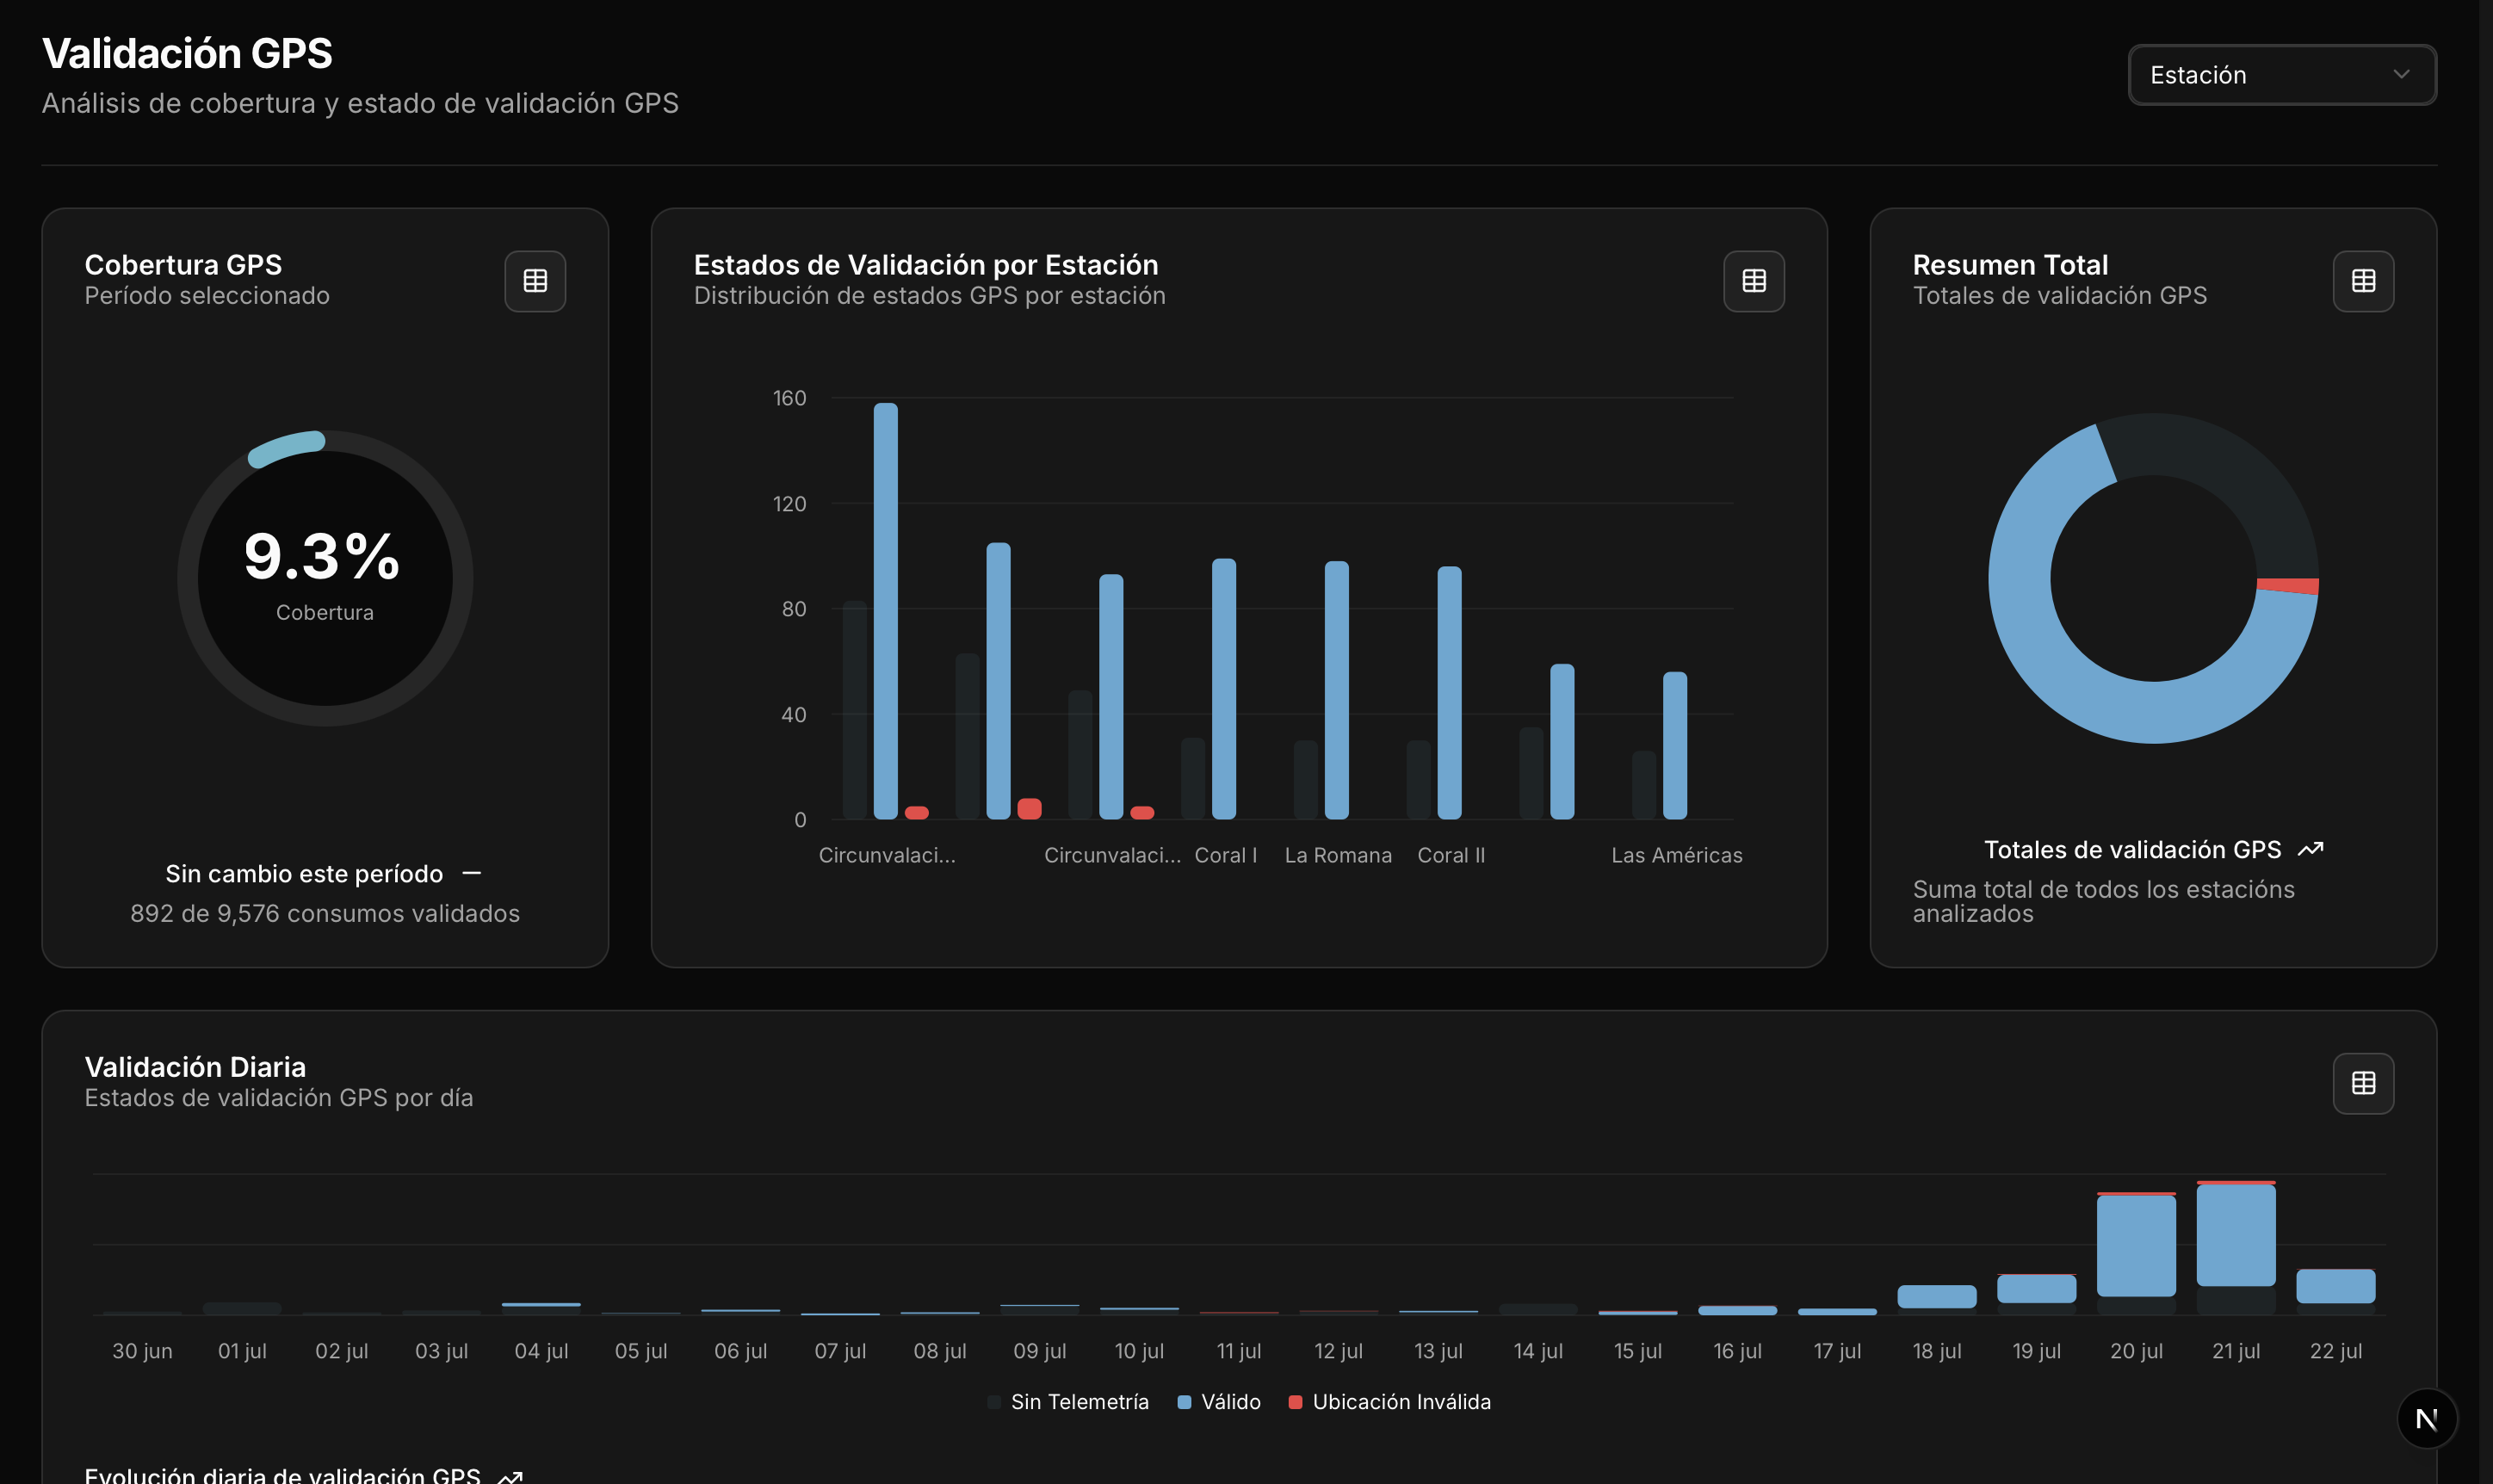 Validación GPS
Análisis de cobertura y estado de validación GPS
Estación
Cobertura GPS
Período seleccionado
9.3%
Cobertura
Sin cambio este período
892 de 9,576 consumos validados
Estados de Validación por Estación
Distribución de estados GPS por estación
160
120
80
40
0
Circunvalaci...
Circunvalaci...
Coral I
La Romana
Coral II
Las Américas
Resumen Total
Totales de validación GPS
Totales de validación GPS
Suma total de todos los estacións
analizados
Validación Diaria
Estados de validación GPS por día
30 jun
01 jul
02 jul
03 jul
04 jul
05 jul
06 jul
07 jul
08 jul
09 jul
10 jul
11 jul
12 jul
13 jul
14 jul
15 jul
16 jul
17 jul
18 jul
19 jul
20 jul
21 jul
22 jul
Sin Telemetría
Válido
Ubicación Inválida
N
Evolución diaria de validación GPS